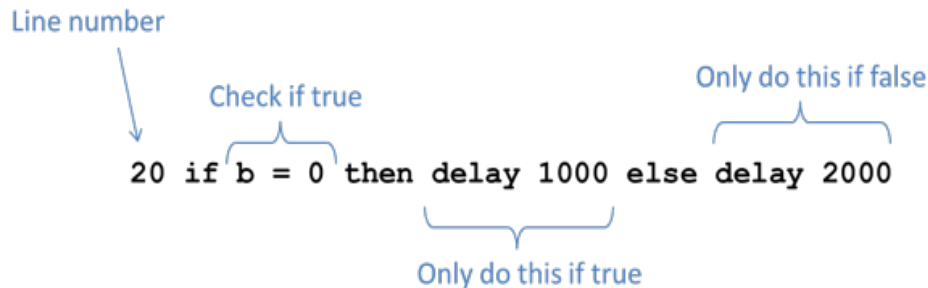 Line number
Only do this if false
Check if true
20 if b = 0 then delay 1000 else delay 2000
Only do this if true